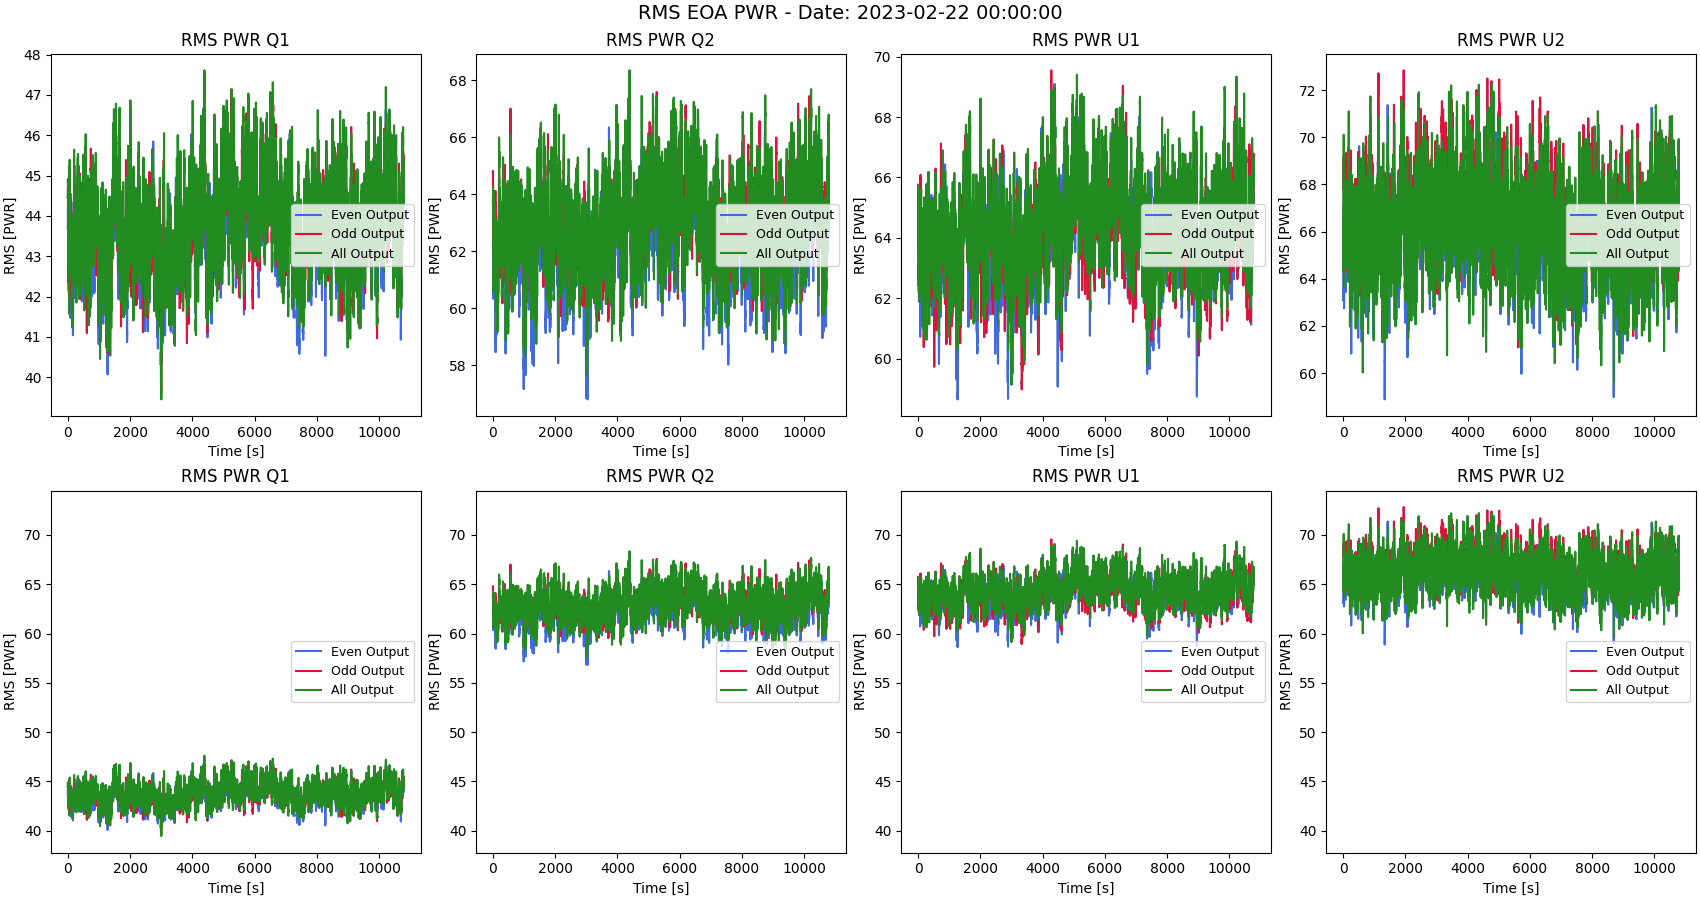 RMS EOA PWR - Date: 2023-02-22 00:00:00
RMS PWR Q1
RMS [PWR]
48
47
46
45
44
43
42
41
40
Even Output
Odd Output
All Output
0 2000 4000 6000 8000 10000
Time [s]
RMS PWR Q2
RMS [PWR]
68
66
64
62
60
58
Even Output
Odd Output
All Output
0 2000 4000 6000 8000 10000
Time [s]
RMS PWR U1
RMS [PWR]
70
68
66
64
62
60
Even Output
Odd Output
All Output
0 2000 4000 6000 8000 10000
Time [s]
RMS PWR U2
RMS [PWR]
72
70
68
66
64
62
60
Even Output
Odd Output
All Output
0 2000 4000 6000 8000 10000
Time [s]
RMS PWR Q1
RMS [PWR]
70
65
60
55
50
45
40
Even Output
Odd Output
All Output
0 2000 4000 6000 8000 10000
Time [s]
RMS PWR Q2
RMS [PWR]
70
65
60
55
50
45
40
Even Output
Odd Output
All Output
0 2000 4000 6000 8000 10000
Time [s]
RMS PWR U1
RMS [PWR]
70
65
60
55
50
45
40
Even Output
Odd Output
All Output
0 2000 4000 6000 8000 10000
Time [s]
RMS PWR U2
RMS [PWR]
70
65
60
55
50
45
40
Even Output
Odd Output
All Output
0 2000 4000 6000 8000 10000
Time [s]